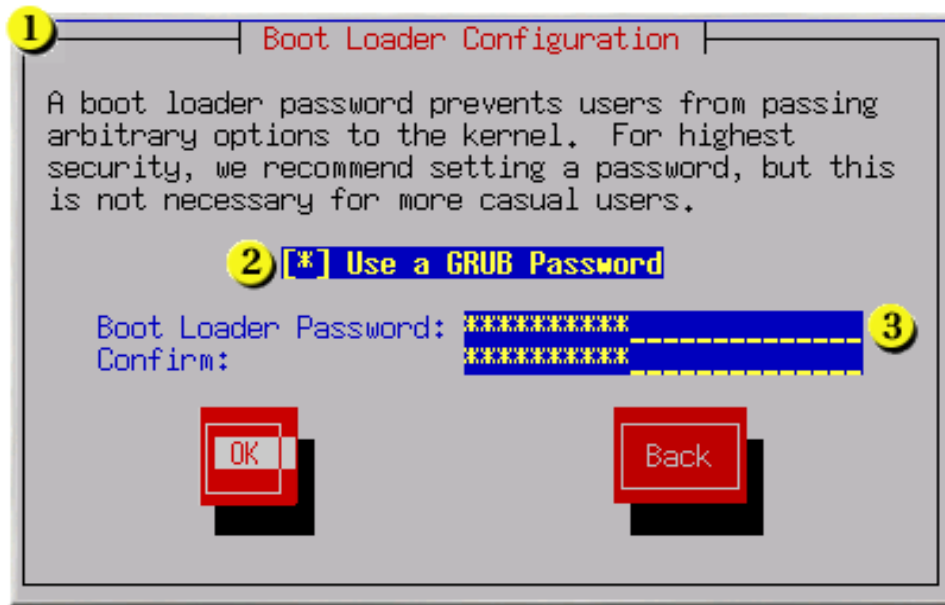 1
Boot Loader Configuration
A boot loader password prevents users from passing
arbitrary options to the kernel.  For highest
security, we recommend setting a password, but this
is not necessary for more casual users.
2 [*] Use a GRUB Password
Boot Loader Password: **********______________ 3
Confirm: **********______________
OK Back